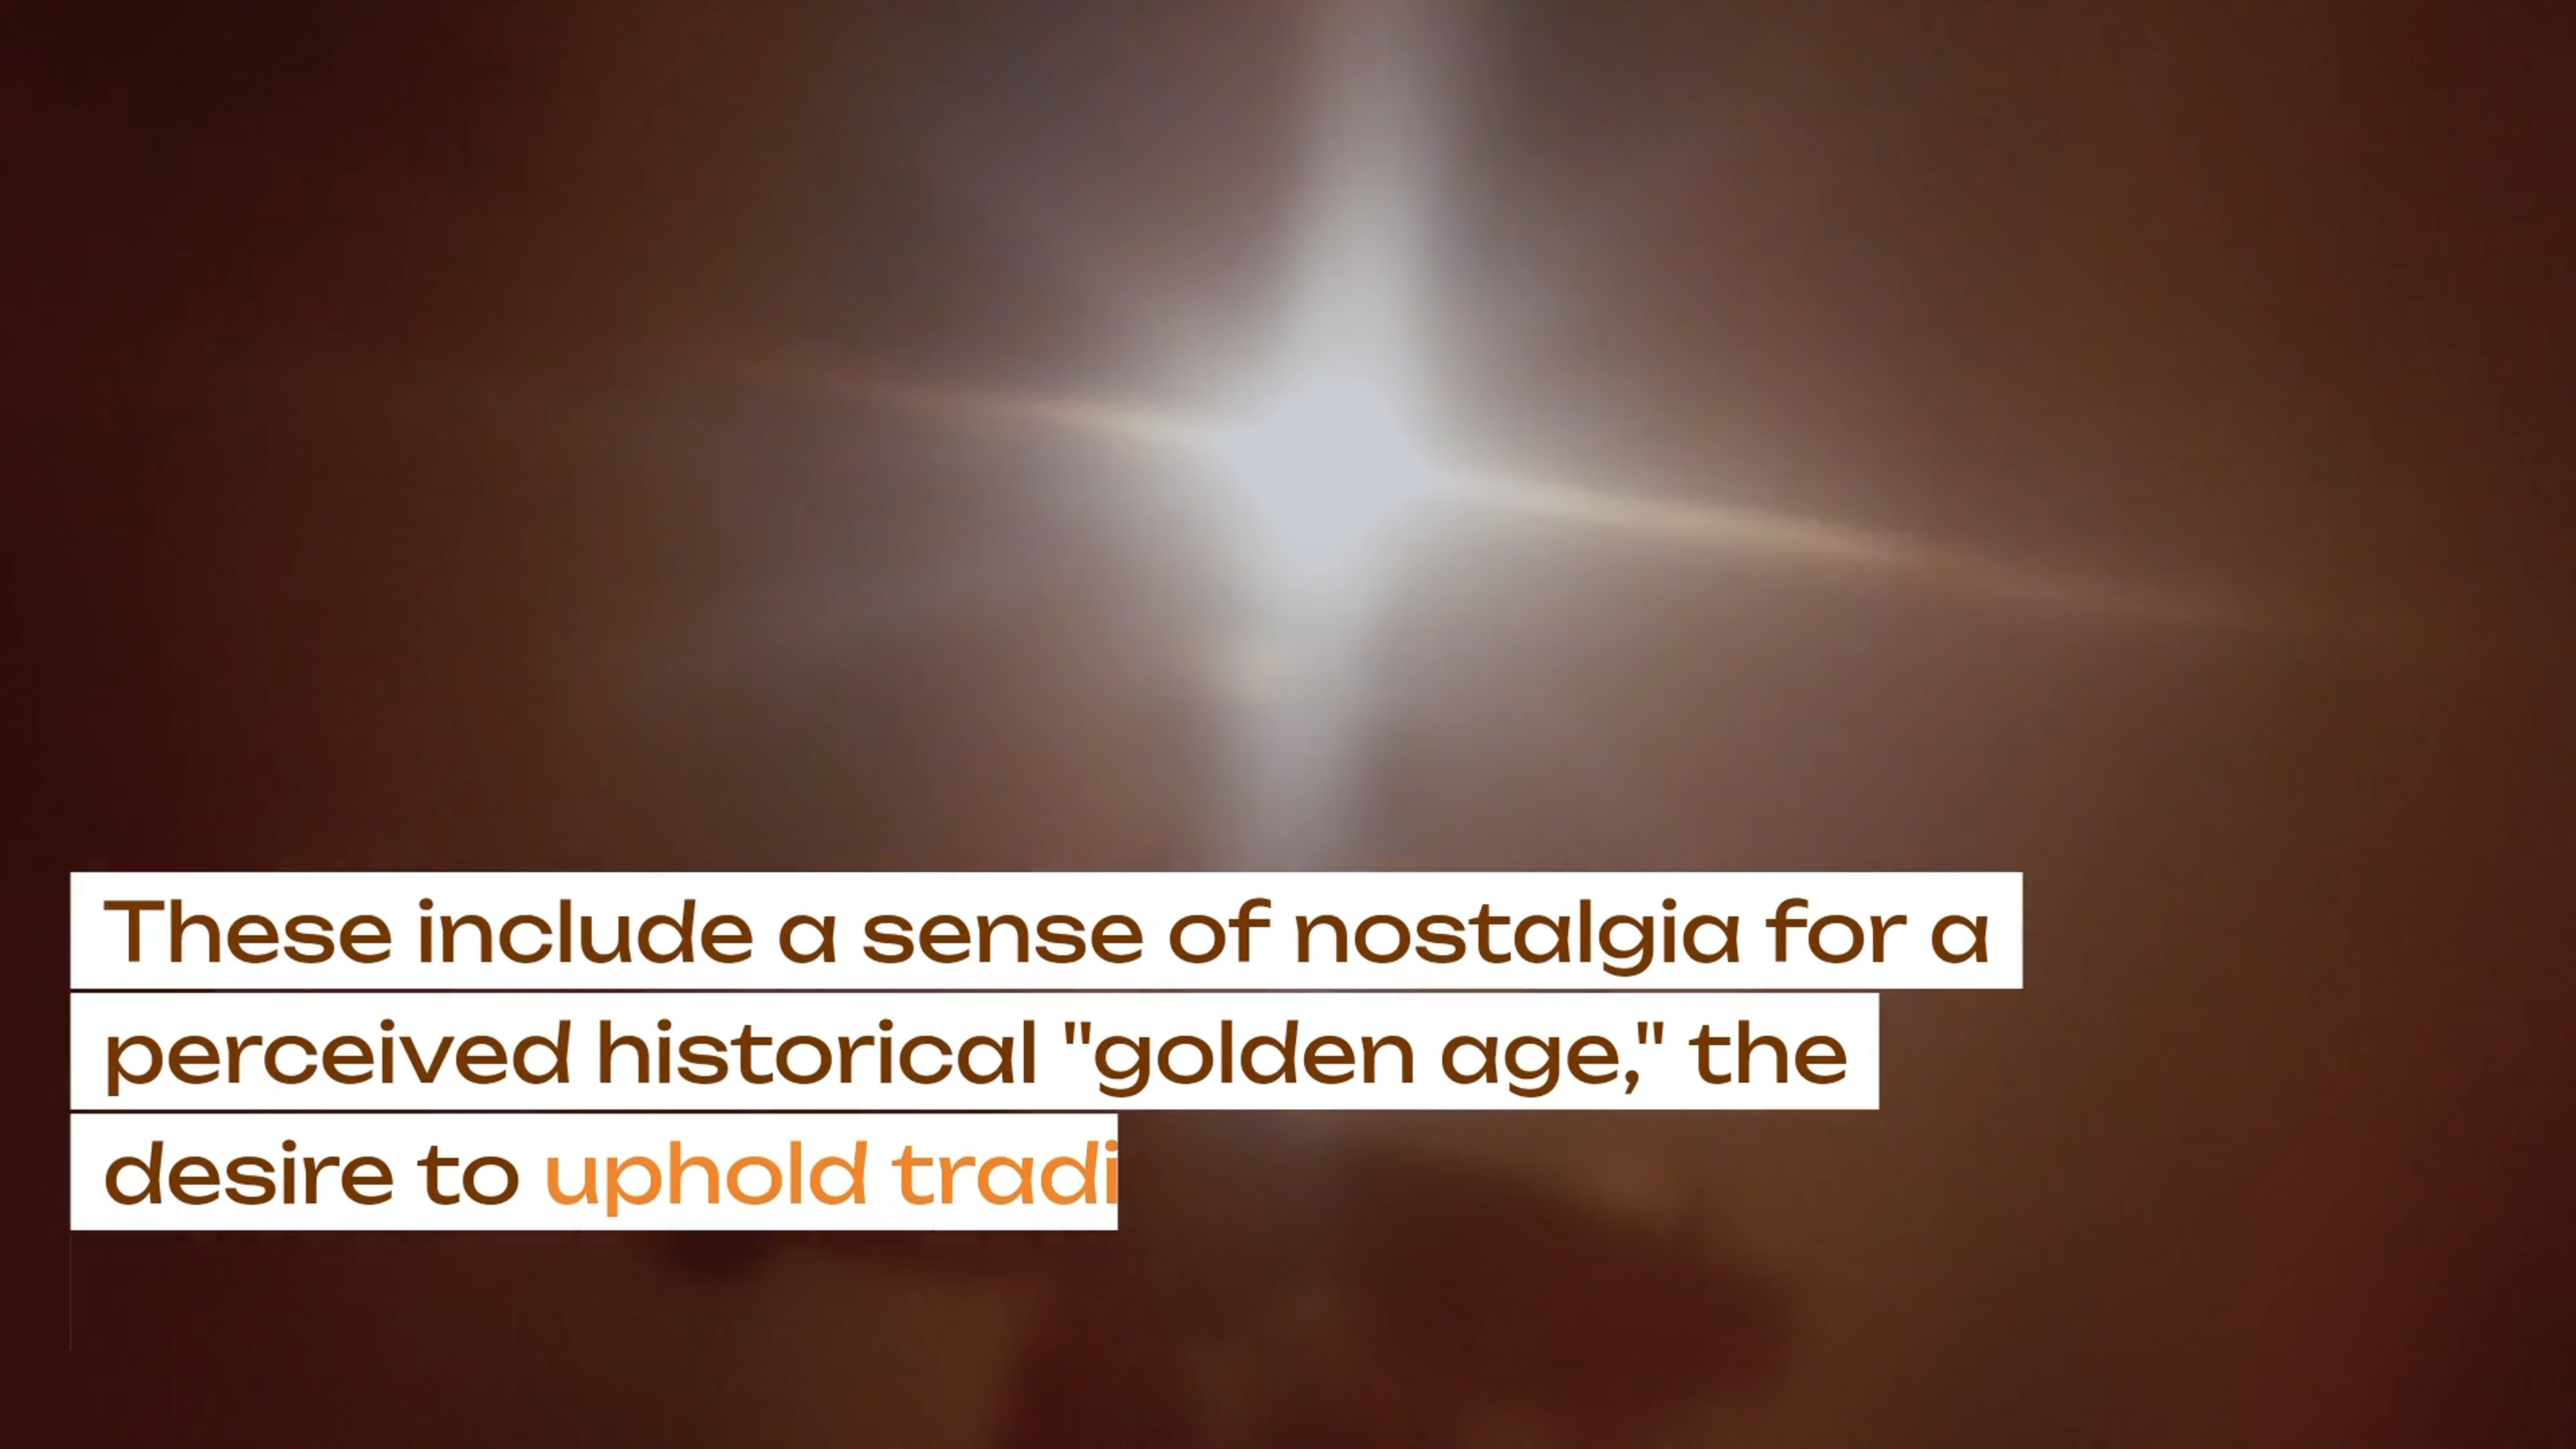 These include a sense of nostalgia for a
perceived historical "golden age," the
desire to uphold tradi